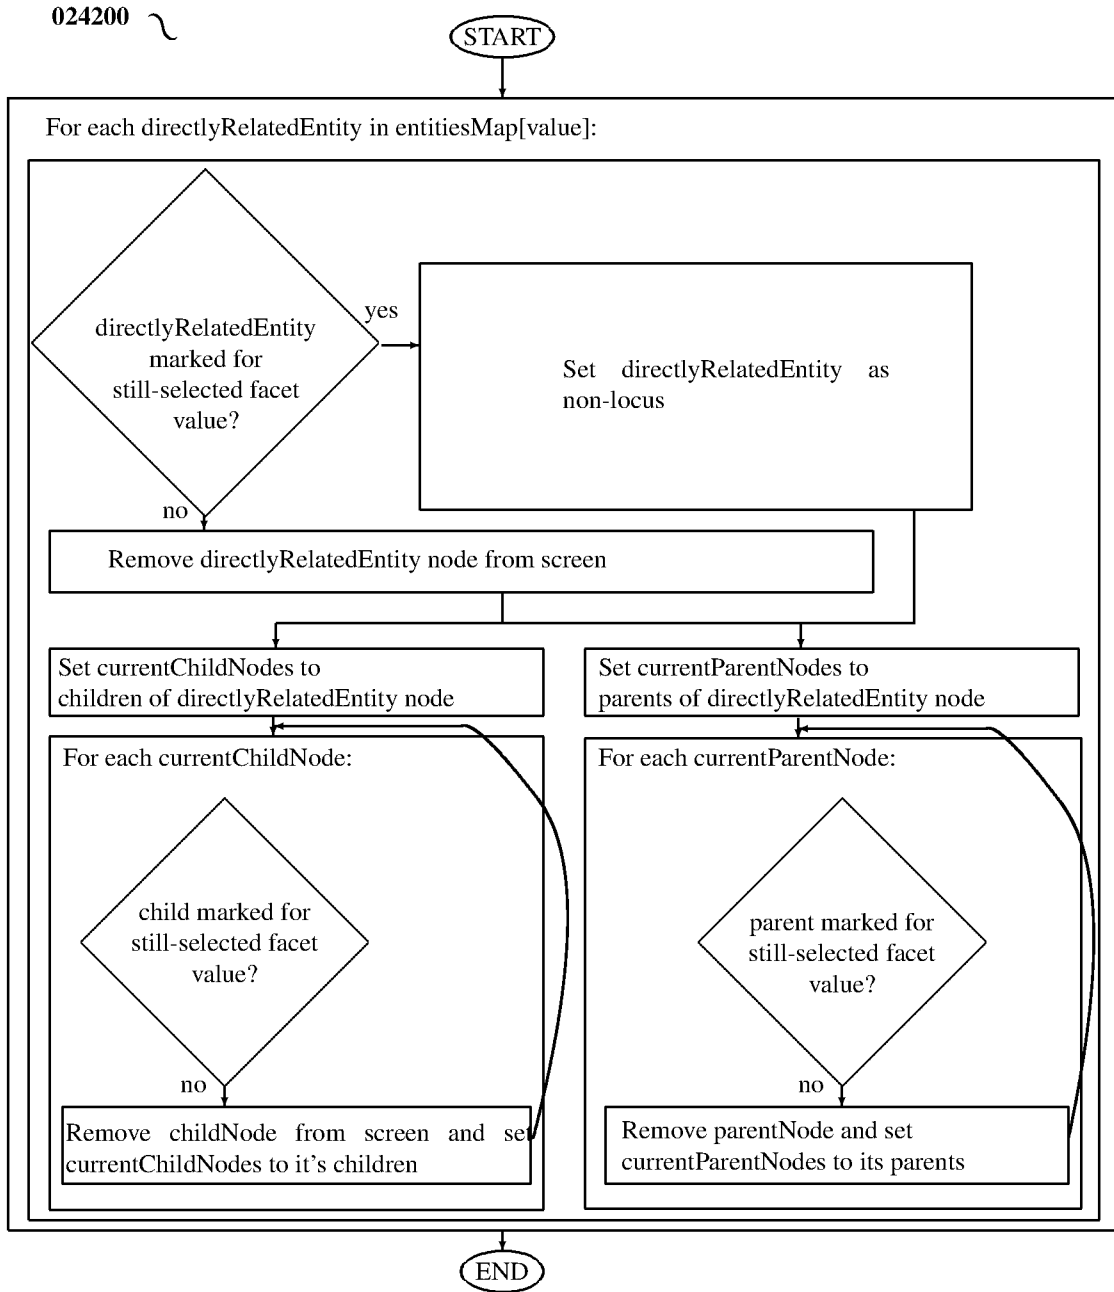 024200
START
For each directlyRelatedEntity in entitiesMap[value]:
directlyRelatedEntity
marked for
still-selected facet
value?
yes
Set directlyRelatedEntity as
non-locus
no
Remove directlyRelatedEntity node from screen
Set currentChildNodes to
children of directlyRelatedEntity node
Set currentParentNodes to
parents of directlyRelatedEntity node
For each currentChildNode:
child marked for
still-selected facet
value?
no
Remove childNode from screen and set
currentChildNodes to it's children
For each currentParentNode:
parent marked for
still-selected facet
value?
no
Remove parentNode and set
currentParentNodes to its parents
END